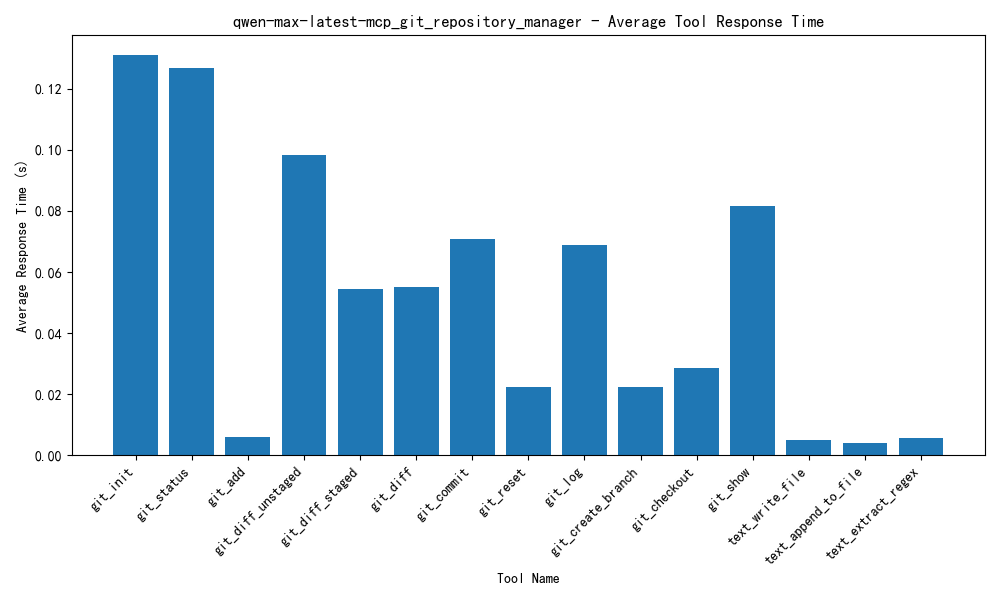 qwen-max-latest-mcp_git_repository_manager - Average Tool Response Time
Average Response Time (s)
0.12
0.10
0.08
0.06
0.04
0.02
0.00
git_init
git_status
git_add
git_diff_unstaged
git_diff_staged
git_diff
git_commit
git_reset
git_log
git_create_branch
git_checkout
git_show
text_write_file
text_append_to_file
text_extract_regex
Tool Name